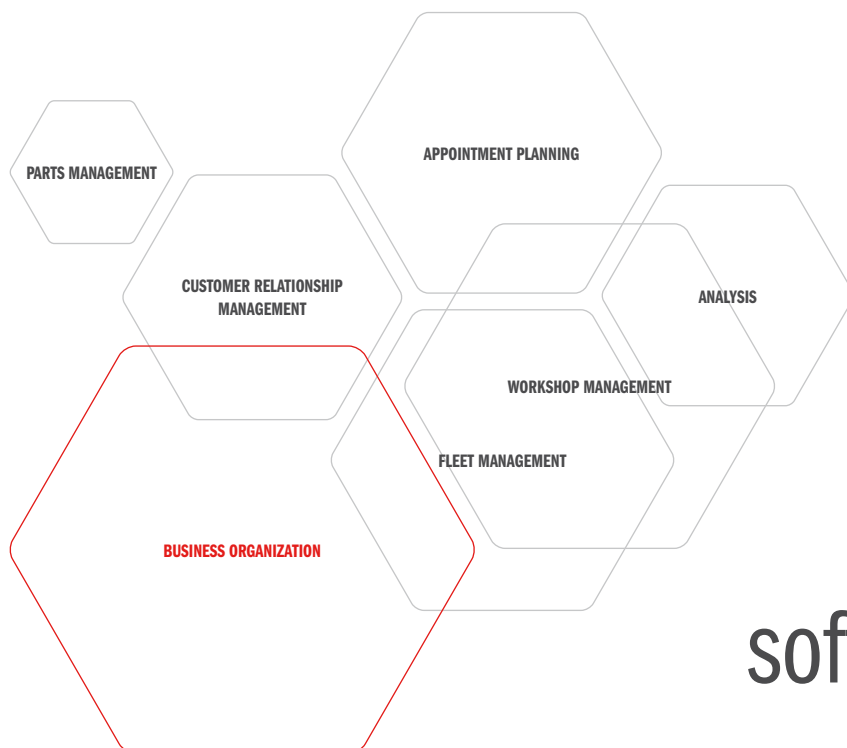 APPOINTMENT PLANNING
PARTS MANAGEMENT
CUSTOMER RELATIONSHIP
MANAGEMENT
ANALYSIS
WORKSHOP MANAGEMENT
FLEET MANAGEMENT
BUSINESS ORGANIZATION
sof